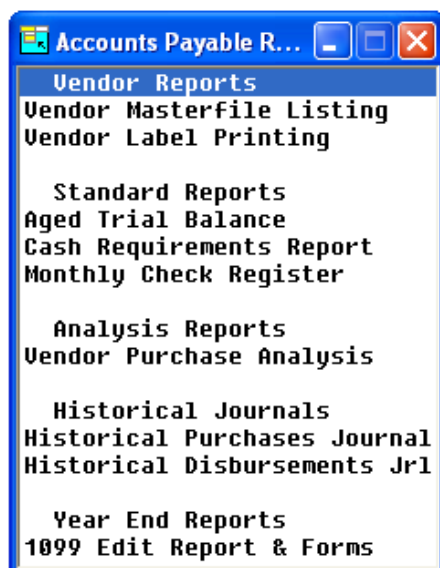 Accounts Payable R...
Vendor Reports
Vendor Masterfile Listing
Vendor Label Printing
Standard Reports
Aged Trial Balance
Cash Requirements Report
Monthly Check Register
Analysis Reports
Vendor Purchase Analysis
Historical Journals
Historical Purchases Journal
Historical Disbursements Jrl
Year End Reports
1099 Edit Report & Forms